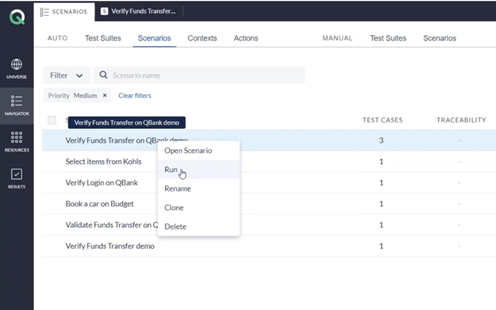 SCENARIOS
S Verify Funds Transfer...
AUTO Test Suites Scenarios Contexts Actions MANUAL Test Suites Scenarios
Filter Scenario name
Priority Medium × Clear filters
UNIVERSE
NAVIGATOR
RESOURCES
RESULTS
S
Verify Funds Transfer on QBank demo
TEST CASES TRACEABILITY
Verify Funds Transfer on QBank demo 3 -
Open Scenario
Select items from Kohls 1 -
Run
Verify Login on QBank 1 -
Rename
Book a car on Budget 1 -
Clone
Validate Funds Transfer on Q 1 -
Delete
Verify Funds Transfer demo 1 -